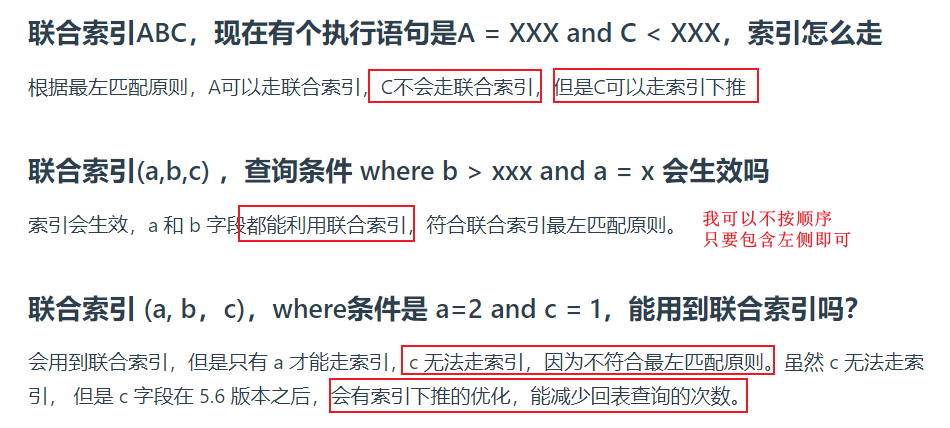 联合索引ABC，现在有个执行语句是A = XXX and C < XXX，索引怎么走
根据最左匹配原则，A可以走联合索引，C不会走联合索引，但是C可以走索引下推
联合索引(a,b,c) ，查询条件 where b > xxx and a = x 会生效吗
索引会生效，a 和 b 字段都能利用联合索引，符合联合索引最左匹配原则。
我可以不按顺序
只要包含左侧即可
联合索引 (a, b，c)，where条件是 a=2 and c = 1，能用到联合索引吗？
会用到联合索引，但是只有 a 才能走索引，c 无法走索引，因为不符合最左匹配原则。虽然 c 无法走索
引， 但是 c 字段在 5.6 版本之后，会有索引下推的优化，能减少回表查询的次数。